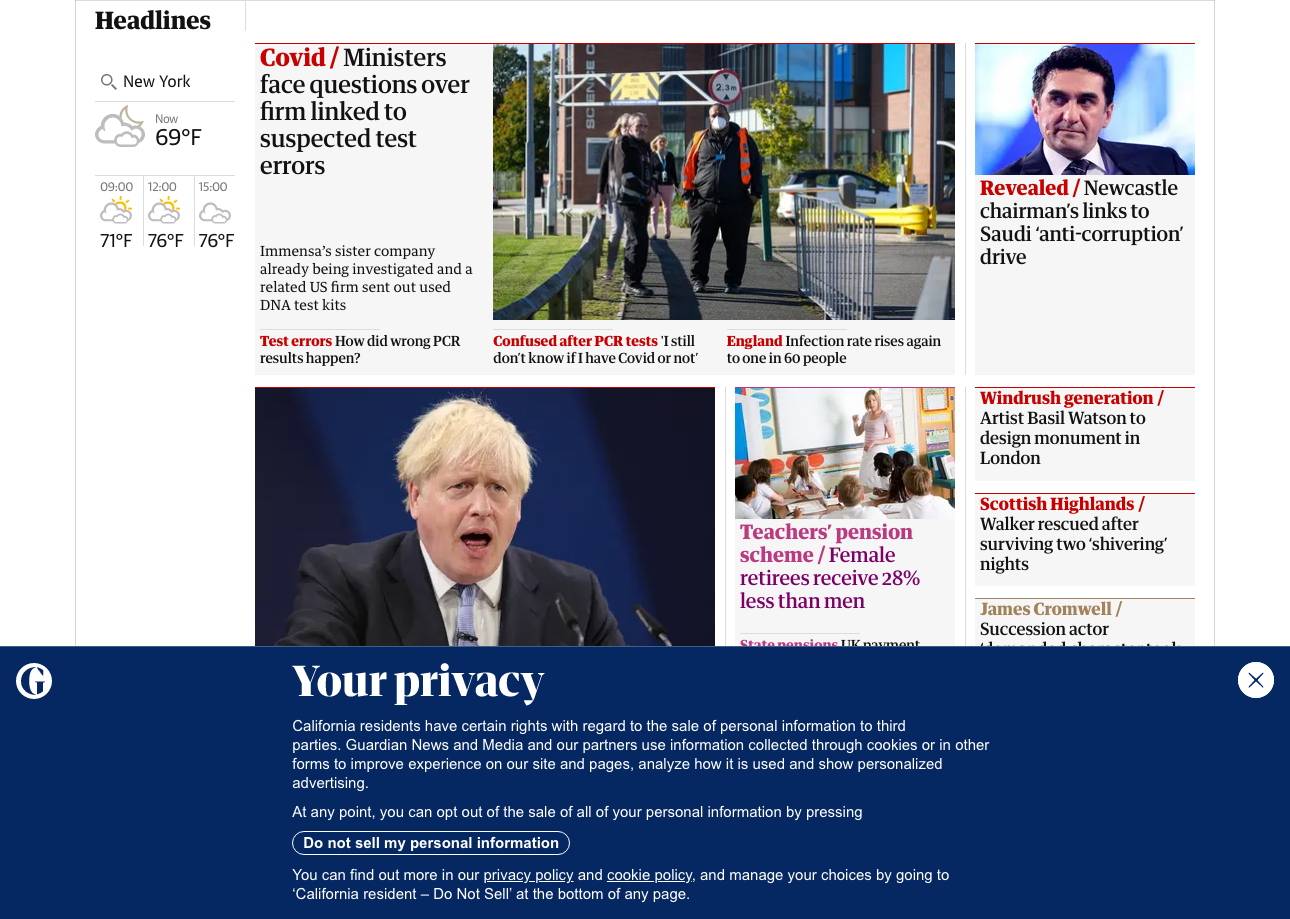 Headlines
New York
Now
69°F
09:00
12:00
15:00
71°F
76°F
76°F
Covid / Ministers
face questions over
firm linked to
suspected test
errors
Immensa’s sister company
already being investigated and a
related US firm sent out used
DNA test kits
SCIENCE C
2.3m
Test errors How did wrong PCR
results happen?
Confused after PCR tests 'I still
don’t know if I have Covid or not’
England Infection rate rises again
to one in 60 people
Revealed / Newcastle
chairman’s links to
Saudi ‘anti-corruption’
drive
Teachers’ pension
scheme / Female
retirees receive 28%
less than men
State pensions UK payment
Windrush generation /
Artist Basil Watson to
design monument in
London
Scottish Highlands /
Walker rescued after
surviving two ‘shivering’
nights
James Cromwell /
Succession actor
Your privacy
California residents have certain rights with regard to the sale of personal information to third
parties. Guardian News and Media and our partners use information collected through cookies or in other
forms to improve experience on our site and pages, analyze how it is used and show personalized
advertising.
At any point, you can opt out of the sale of all of your personal information by pressing
Do not sell my personal information
You can find out more in our privacy policy and cookie policy, and manage your choices by going to
‘California resident – Do Not Sell’ at the bottom of any page.